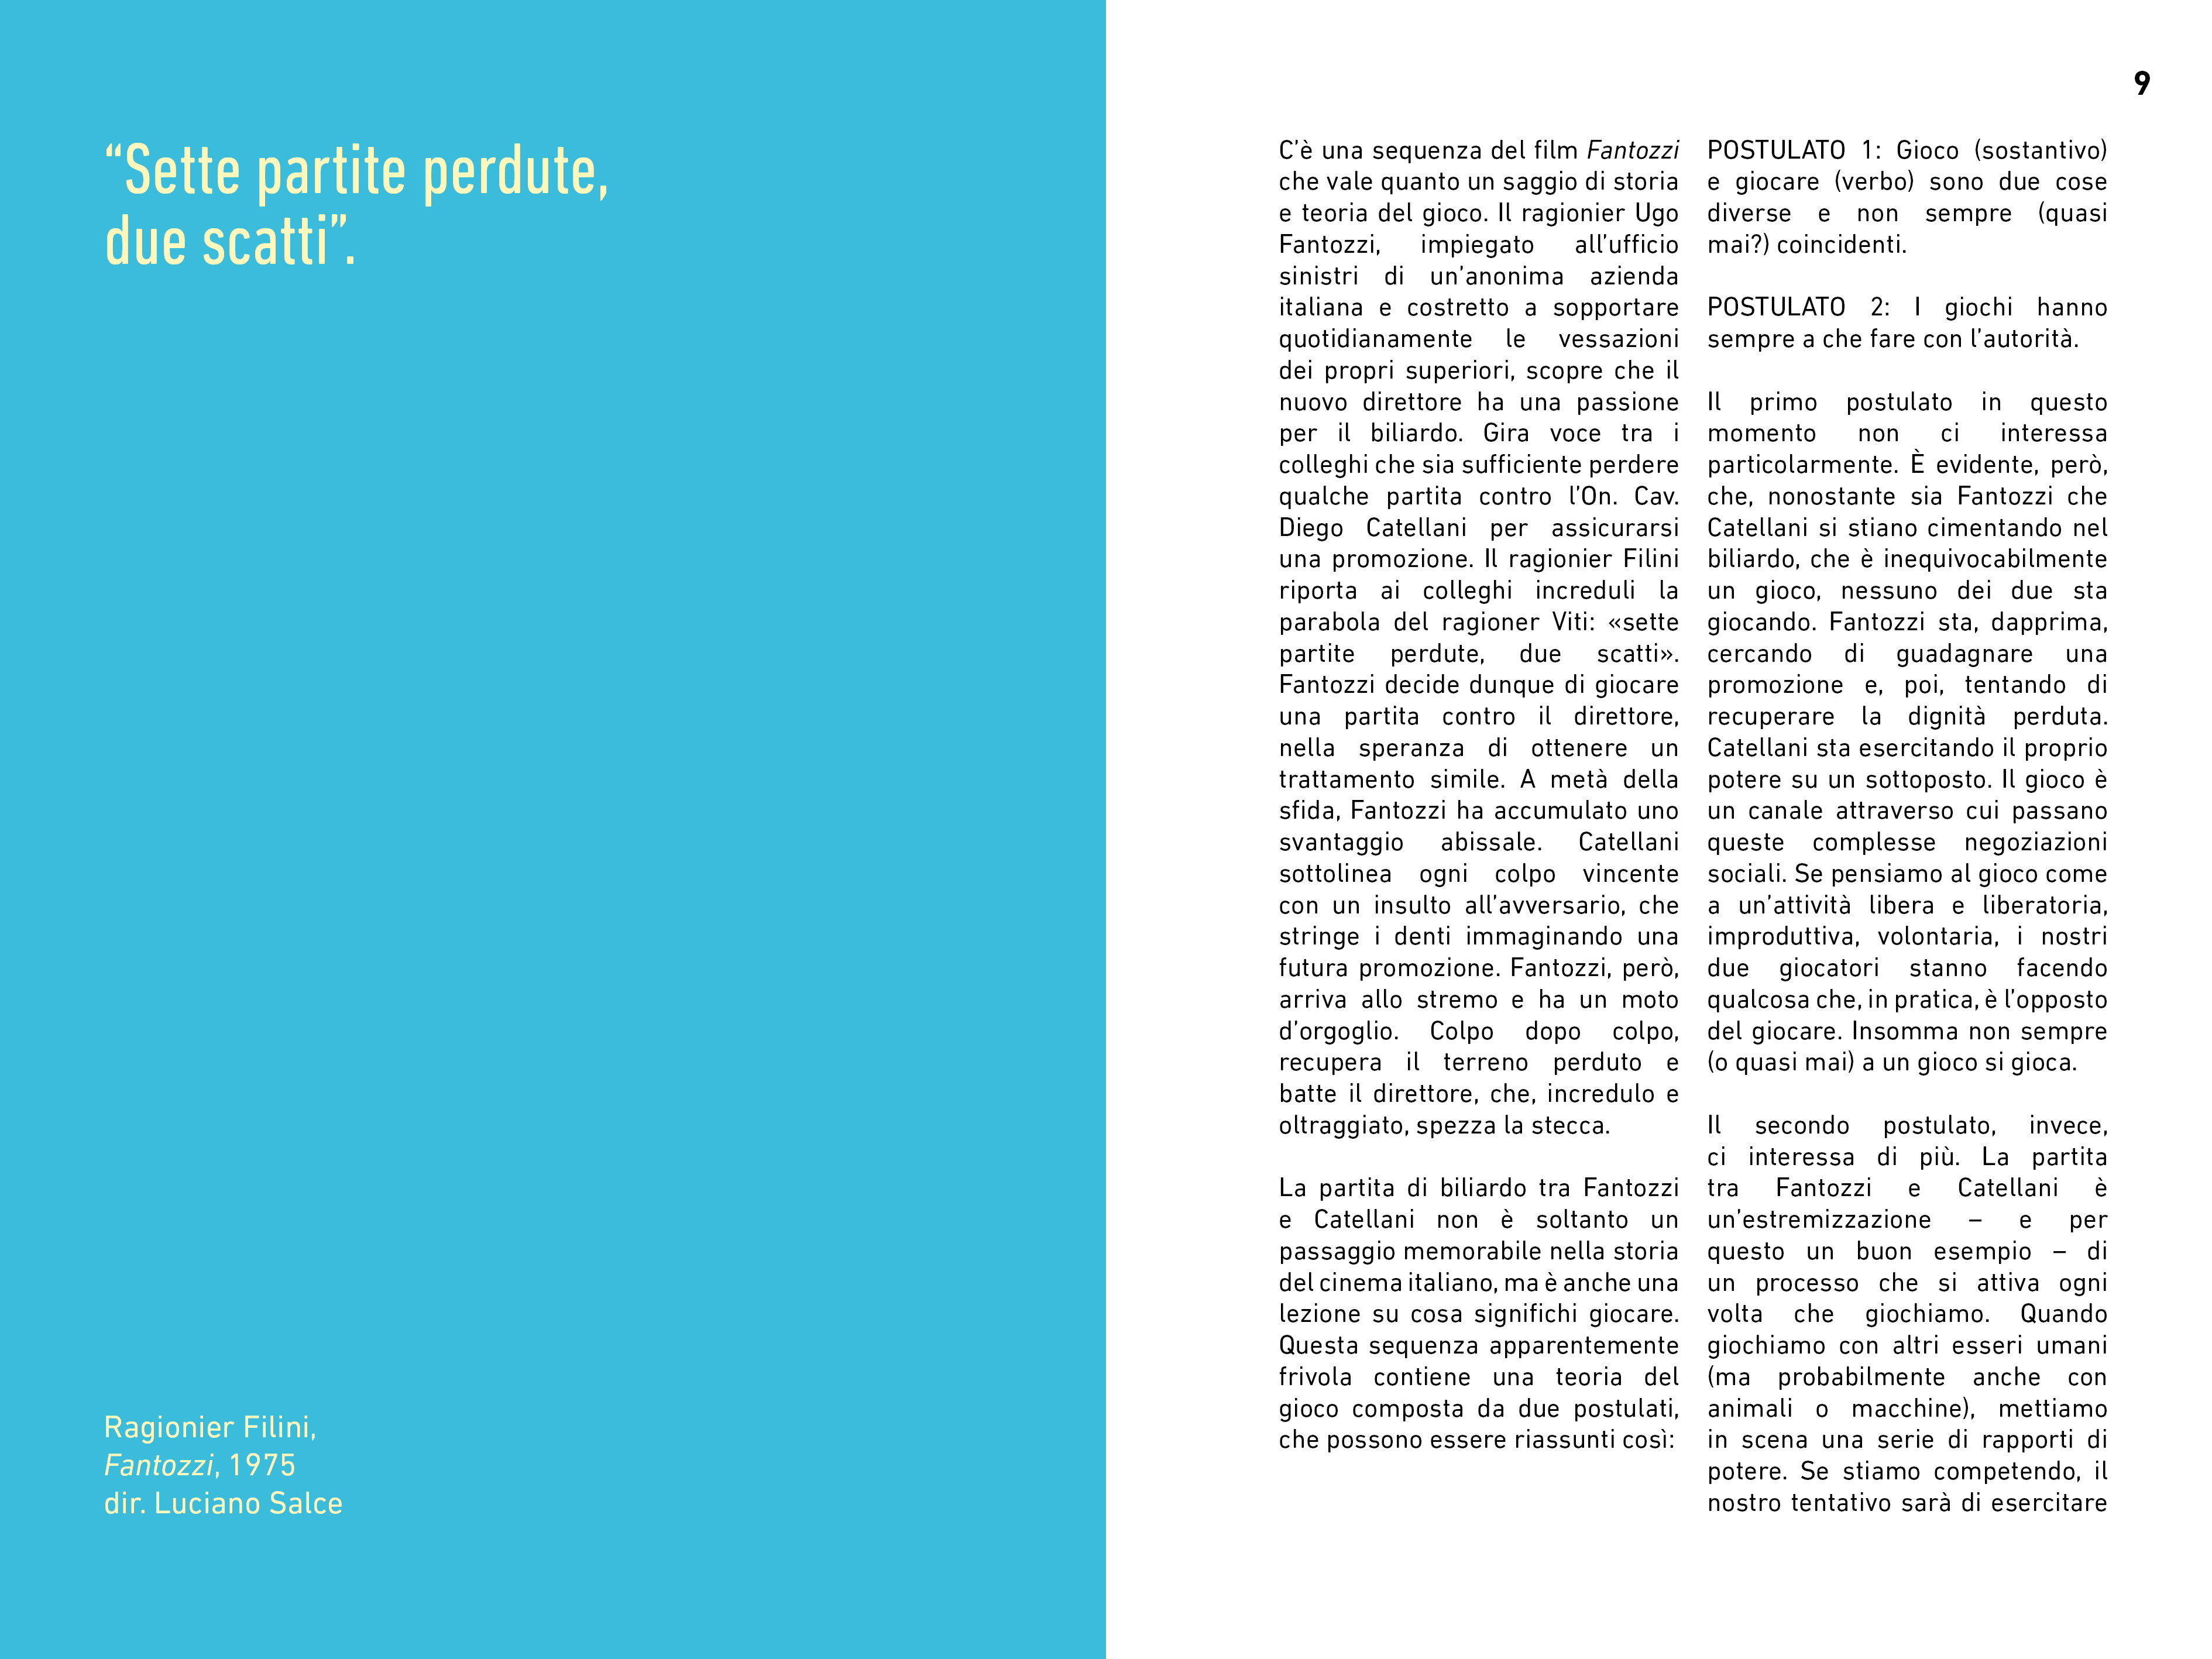 “Sette partite perdute,
due scatti”.
Ragionier Filini,
Fantozzi, 1975
dir. Luciano Salce
9
C’è una sequenza del film Fantozzi
che vale quanto un saggio di storia
e teoria del gioco. Il ragionier Ugo
Fantozzi, impiegato all’ufficio
sinistri di un’anonima azienda
italiana e costretto a sopportare
quotidianamente le vessazioni
dei propri superiori, scopre che il
nuovo direttore ha una passione
per il biliardo. Gira voce tra i
colleghi che sia sufficiente perdere
qualche partita contro l’On. Cav.
Diego Catellani per assicurarsi
una promozione. Il ragionier Filini
riporta ai colleghi increduli la
parabola del ragioner Viti: «sette
partite perdute, due scatti».
Fantozzi decide dunque di giocare
una partita contro il direttore,
nella speranza di ottenere un
trattamento simile. A metà della
sfida, Fantozzi ha accumulato uno
svantaggio abissale. Catellani
sottolinea ogni colpo vincente
con un insulto all’avversario, che
stringe i denti immaginando una
futura promozione. Fantozzi, però,
arriva allo stremo e ha un moto
d’orgoglio. Colpo dopo colpo,
recupera il terreno perduto e
batte il direttore, che, incredulo e
oltraggiato, spezza la stecca.
La partita di biliardo tra Fantozzi
e Catellani non è soltanto un
passaggio memorabile nella storia
del cinema italiano, ma è anche una
lezione su cosa significhi giocare.
Questa sequenza apparentemente
frivola contiene una teoria del
gioco composta da due postulati,
che possono essere riassunti così:
POSTULATO 1: Gioco (sostantivo)
e giocare (verbo) sono due cose
diverse e non sempre (quasi
mai?) coincidenti.
POSTULATO 2: I giochi hanno
sempre a che fare con l’autorità.
Il primo postulato in questo
momento non ci interessa
particolarmente. È evidente, però,
che, nonostante sia Fantozzi che
Catellani si stiano cimentando nel
biliardo, che è inequivocabilmente
un gioco, nessuno dei due sta
giocando. Fantozzi sta, dapprima,
cercando di guadagnare una
promozione e, poi, tentando di
recuperare la dignità perduta.
Catellani sta esercitando il proprio
potere su un sottoposto. Il gioco è
un canale attraverso cui passano
queste complesse negoziazioni
sociali. Se pensiamo al gioco come
a un’attività libera e liberatoria,
improduttiva, volontaria, i nostri
due giocatori stanno facendo
qualcosa che, in pratica, è l’opposto
del giocare. Insomma non sempre
(o quasi mai) a un gioco si gioca.
Il secondo postulato, invece,
ci interessa di più. La partita
tra Fantozzi e Catellani è
un’estremizzazione – e per
questo un buon esempio – di
un processo che si attiva ogni
volta che giochiamo. Quando
giochiamo con altri esseri umani
(ma probabilmente anche con
animali o macchine), mettiamo
in scena una serie di rapporti di
potere. Se stiamo competendo, il
nostro tentativo sarà di esercitare